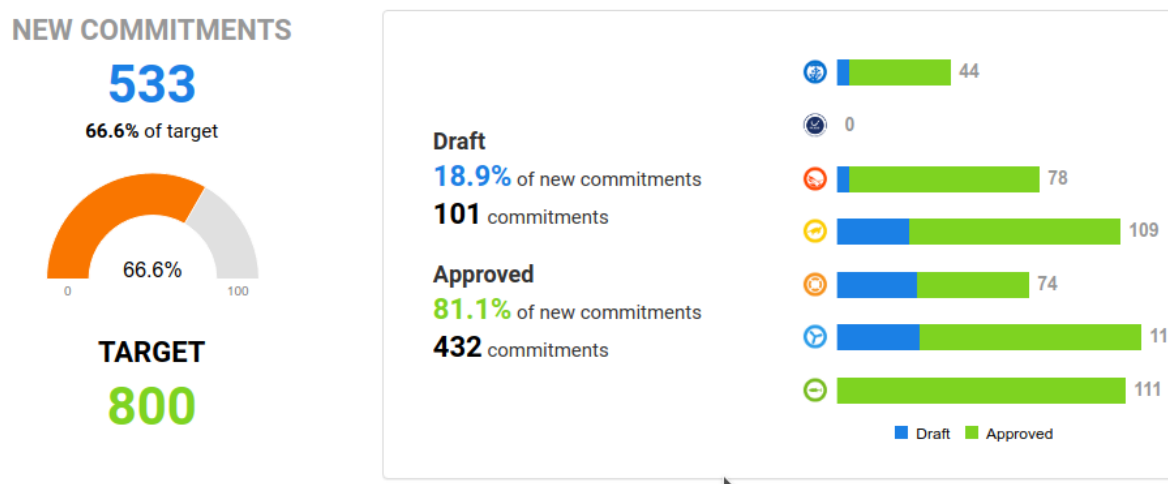 NEW COMMITMENTS
533
66.6% of target
66.6%
0 100
TARGET
800
Draft
18.9% of new commitments
101 commitments
Approved
81.1% of new commitments
432 commitments
44
0
78
109
74
111
Draft Approved